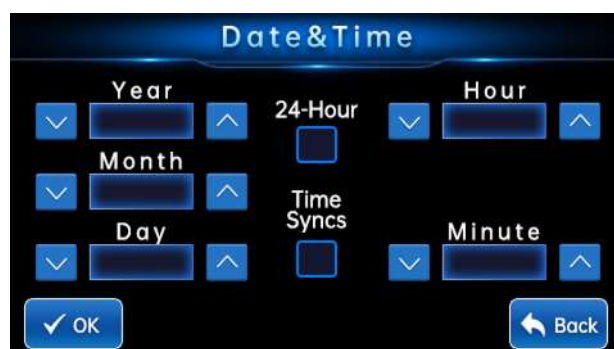 Date&Time
Year
24-Hour
Hour
Month
Time
Syncs
Day
Minute
OK
Back